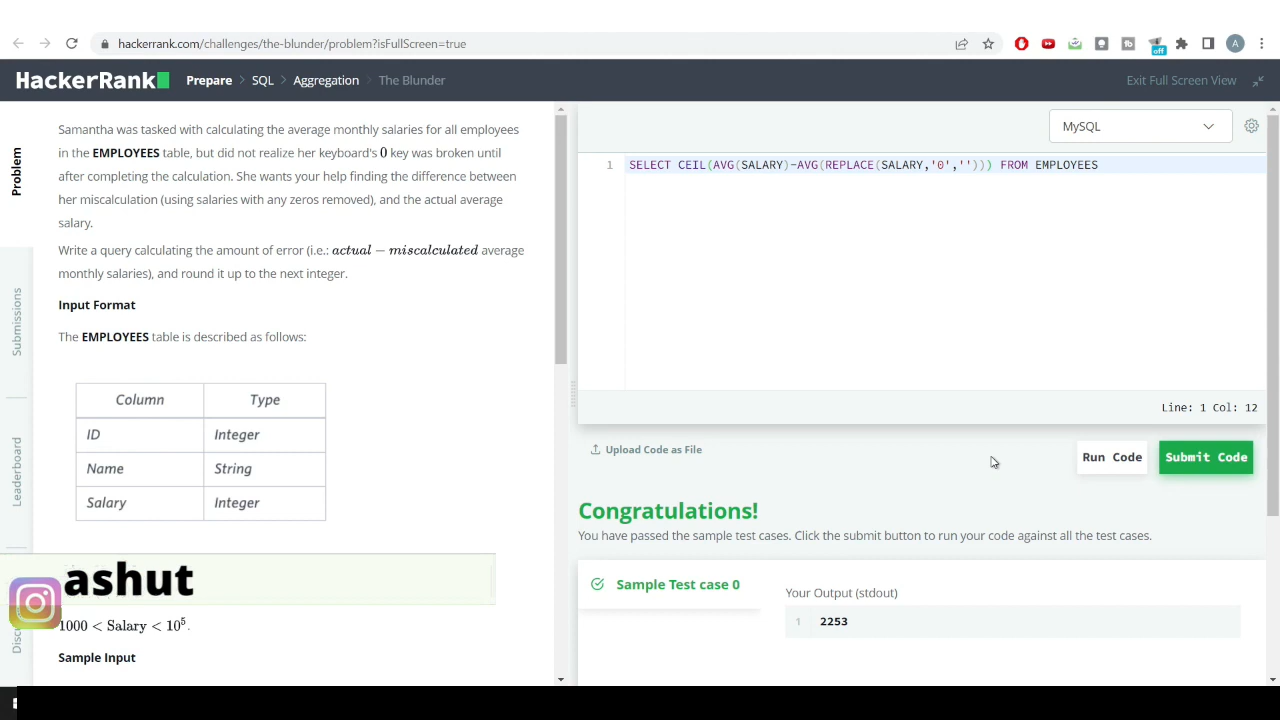 hackerrank.com/challenges/the-blunder/problem?isFullScreen=true
off
A
HackerRank
Prepare > SQL > Aggregation > The Blunder
Exit Full Screen View
Problem
Submissions
Leaderboard
Samantha was tasked with calculating the average monthly salaries for all employees
in the EMPLOYEES table, but did not realize her keyboard's 0 key was broken until
after completing the calculation. She wants your help finding the difference between
her miscalculation (using salaries with any zeros removed), and the actual average
salary.
Write a query calculating the amount of error (i.e.: actual − miscalculated average
monthly salaries), and round it up to the next integer.
Input Format
The EMPLOYEES table is described as follows:
Column Type
ID Integer
Name String
Salary Integer
ashut
1000 < Salary < 10⁵.
Sample Input
MySQL
1 SELECT CEIL(AVG(SALARY)-AVG(REPLACE(SALARY,'0',''))) FROM EMPLOYEES
Line: 1 Col: 12
Upload Code as File
Run Code
Submit Code
Congratulations!
You have passed the sample test cases. Click the submit button to run your code against all the test cases.
Sample Test case 0
Your Output (stdout)
1 2253